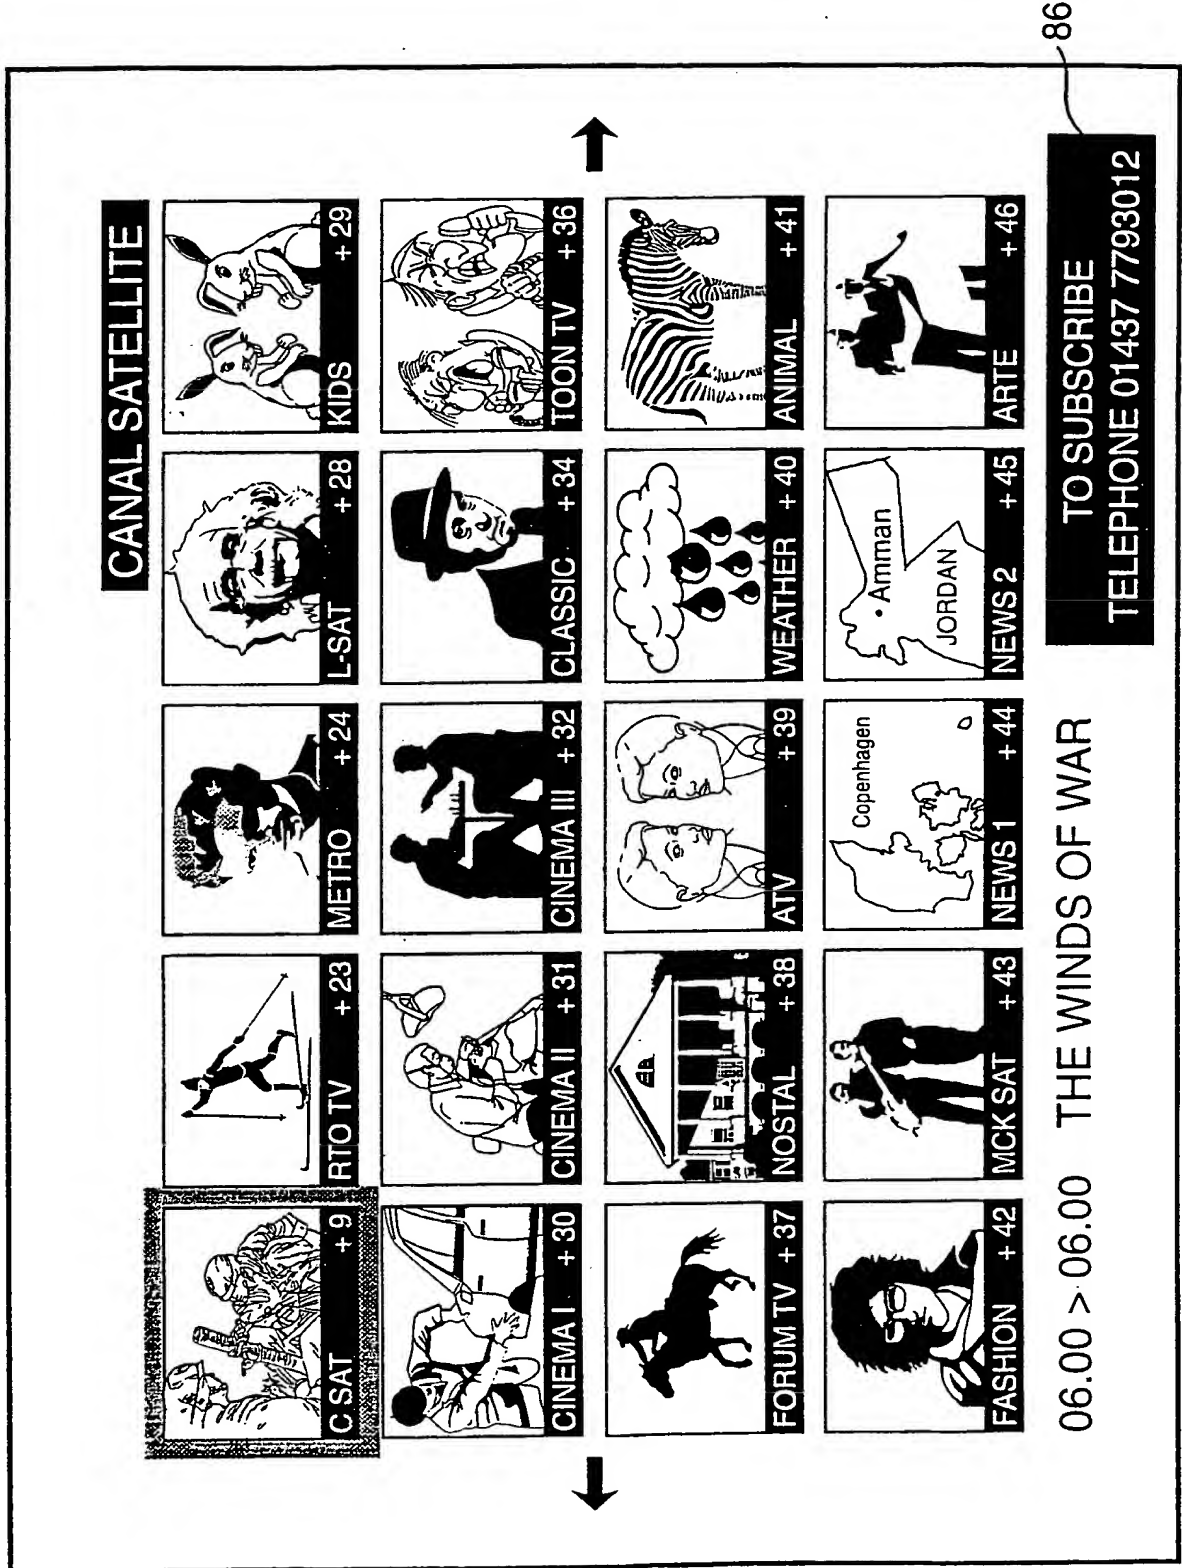 CANAL SATELLITE
C SAT +9
RTO TV +23
METRO +24
L-SAT +28
KIDS +29
CINEMA I +30
CINEMA II +31
CINEMA III +32
CLASSIC +34
TOON TV +36
FORUM TV +37
NOSTAL +38
ATV +39
WEATHER +40
ANIMAL +41
FASHION +42
MCK SAT +43
Copenhagen
NEWS 1 +44
Amman
JORDAN
NEWS 2 +45
ARTE +46
06.00 > 06.00 THE WINDS OF WAR
TO SUBSCRIBE
TELEPHONE 01437 7793012
86